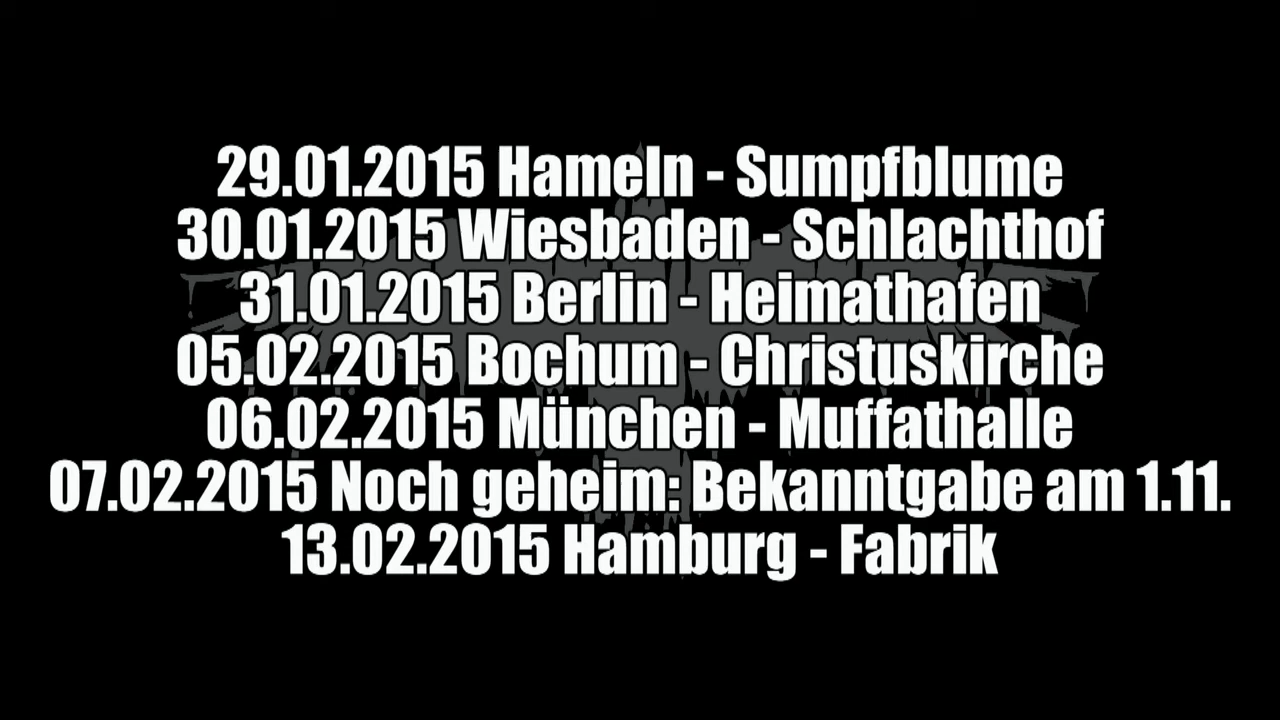 29.01.2015 Hameln - Sumpfblume
30.01.2015 Wiesbaden - Schlachthof
31.01.2015 Berlin - Heimathafen
05.02.2015 Bochum - Christuskirche
06.02.2015 München - Muffathalle
07.02.2015 Noch geheim: Bekanntgabe am 1.11.
13.02.2015 Hamburg - Fabrik